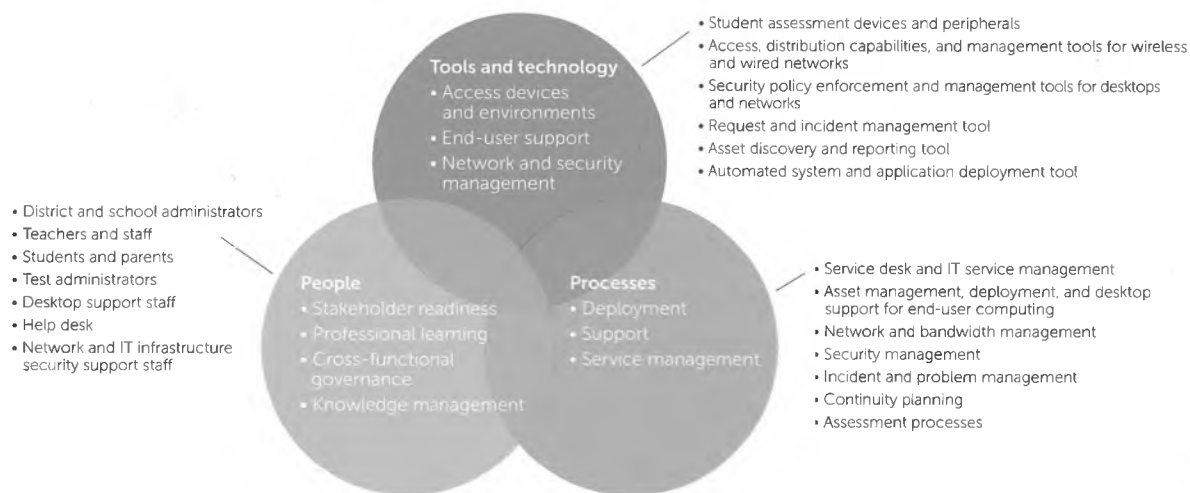 • Student assessment devices and peripherals
• Access, distribution capabilities, and management tools for wireless
and wired networks
• Security policy enforcement and management tools for desktops
and networks
• Request and incident management tool
• Asset discovery and reporting tool
• Automated system and application deployment tool
Tools and technology
• Access devices
and environments
• End-user support
• Network and security
management
• District and school administrators
• Teachers and staff
• Students and parents
• Test administrators
• Desktop support staff
• Help desk
• Network and IT infrastructure
security support staff
People
• Stakeholder readiness
• Professional learning
• Cross-functional
governance
• Knowledge management
Processes
• Deployment
• Support
• Service management
• Service desk and IT service management
• Asset management, deployment, and desktop
support for end-user computing
• Network and bandwidth management
• Security management
• Incident and problem management
• Continuity planning
• Assessment processes